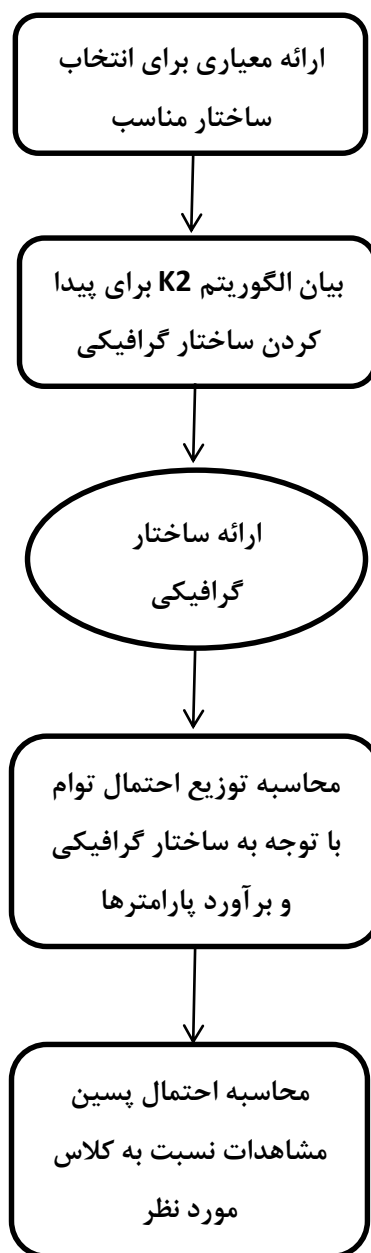 ارائه معیاری برای انتخاب
ساختار مناسب
بیان الگوریتم K2 برای پیدا
کردن ساختار گرافیکی
ارائه ساختار
گرافیکی
محاسبه توزیع احتمال توام
با توجه به ساختار گرافیکی
و برآورد پارامترها
محاسبه احتمال پسین
مشاهدات نسبت به کلاس
مورد نظر